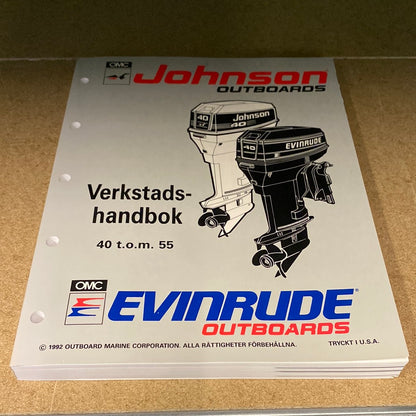 OMC
Johnson
OUTBOARDS
40
Johnson
40
40
EVINRUDE
Verkstads-
handbok
40 t.o.m. 55
OMC
EVINRUDE®
OUTBOARDS
© 1992 OUTBOARD MARINE CORPORATION. ALLA RÄTTIGHETER FÖRBEHÅLLNA. TRYCKT I U.S.A.